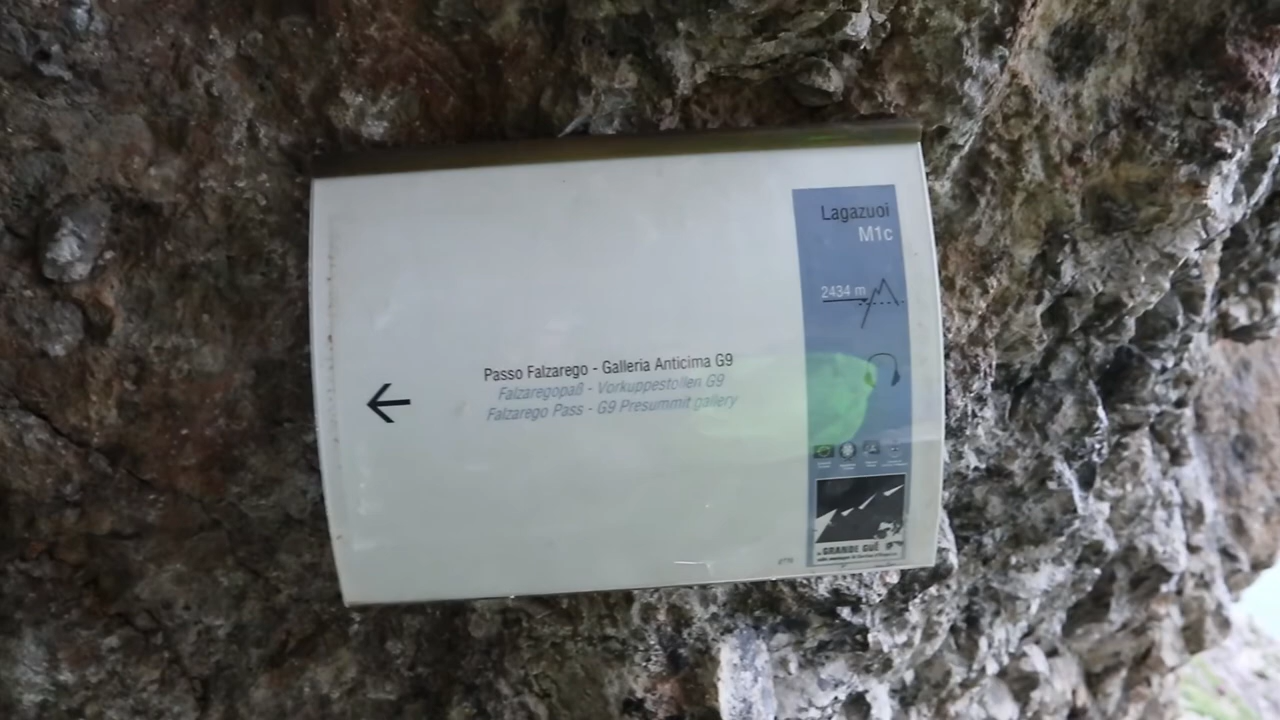 Lagazuoi
M1c
2434 m
Passo Falzarego - Galleria Anticima G9
Falzaregopaß - Vorkuppestollen G9
Falzarego Pass - G9 Presummit gallery
GRANDE GUE